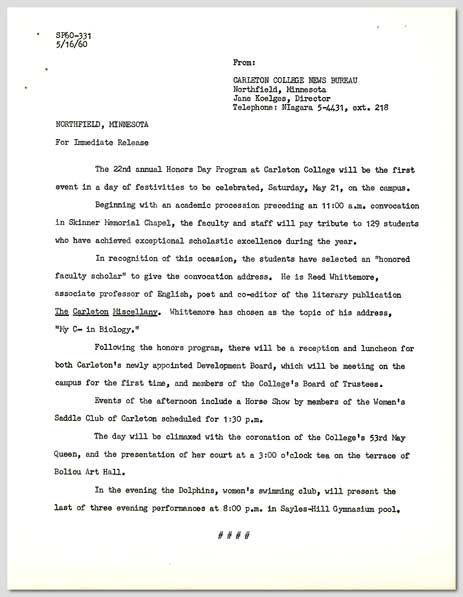 SP60-331
5/16/60
From:
CARLETON COLLEGE NEWS BUREAU
Northfield, Minnesota
Jane Koelges, Director
Telephone: NIagara 5-4431, ext. 218
NORTHFIELD, MINNESOTA
For Immediate Release
The 22nd annual Honors Day Program at Carleton College will be the first
event in a day of festivities to be celebrated, Saturday, May 21, on the campus.
Beginning with an academic procession preceding an 11:00 a.m. convocation
in Skinner Memorial Chapel, the faculty and staff will pay tribute to 129 students
who have achieved exceptional scholastic excellence during the year.
In recognition of this occasion, the students have selected an "honored
faculty scholar" to give the convocation address. He is Reed Whittemore,
associate professor of English, poet and co-editor of the literary publication
The Carleton Miscellany. Whittemore has chosen as the topic of his address,
"My C- in Biology."
Following the honors program, there will be a reception and luncheon for
both Carleton's newly appointed Development Board, which will be meeting on the
campus for the first time, and members of the College's Board of Trustees.
Events of the afternoon include a Horse Show by members of the Women's
Saddle Club of Carleton scheduled for 1:30 p.m.
The day will be climaxed with the coronation of the College's 53rd May
Queen, and the presentation of her court at a 3:00 o'clock tea on the terrace of
Boliou Art Hall.
In the evening the Dolphins, women's swimming club, will present the
last of three evening performances at 8:00 p.m. in Sayles-Hill Gymnasium pool.
# # # #